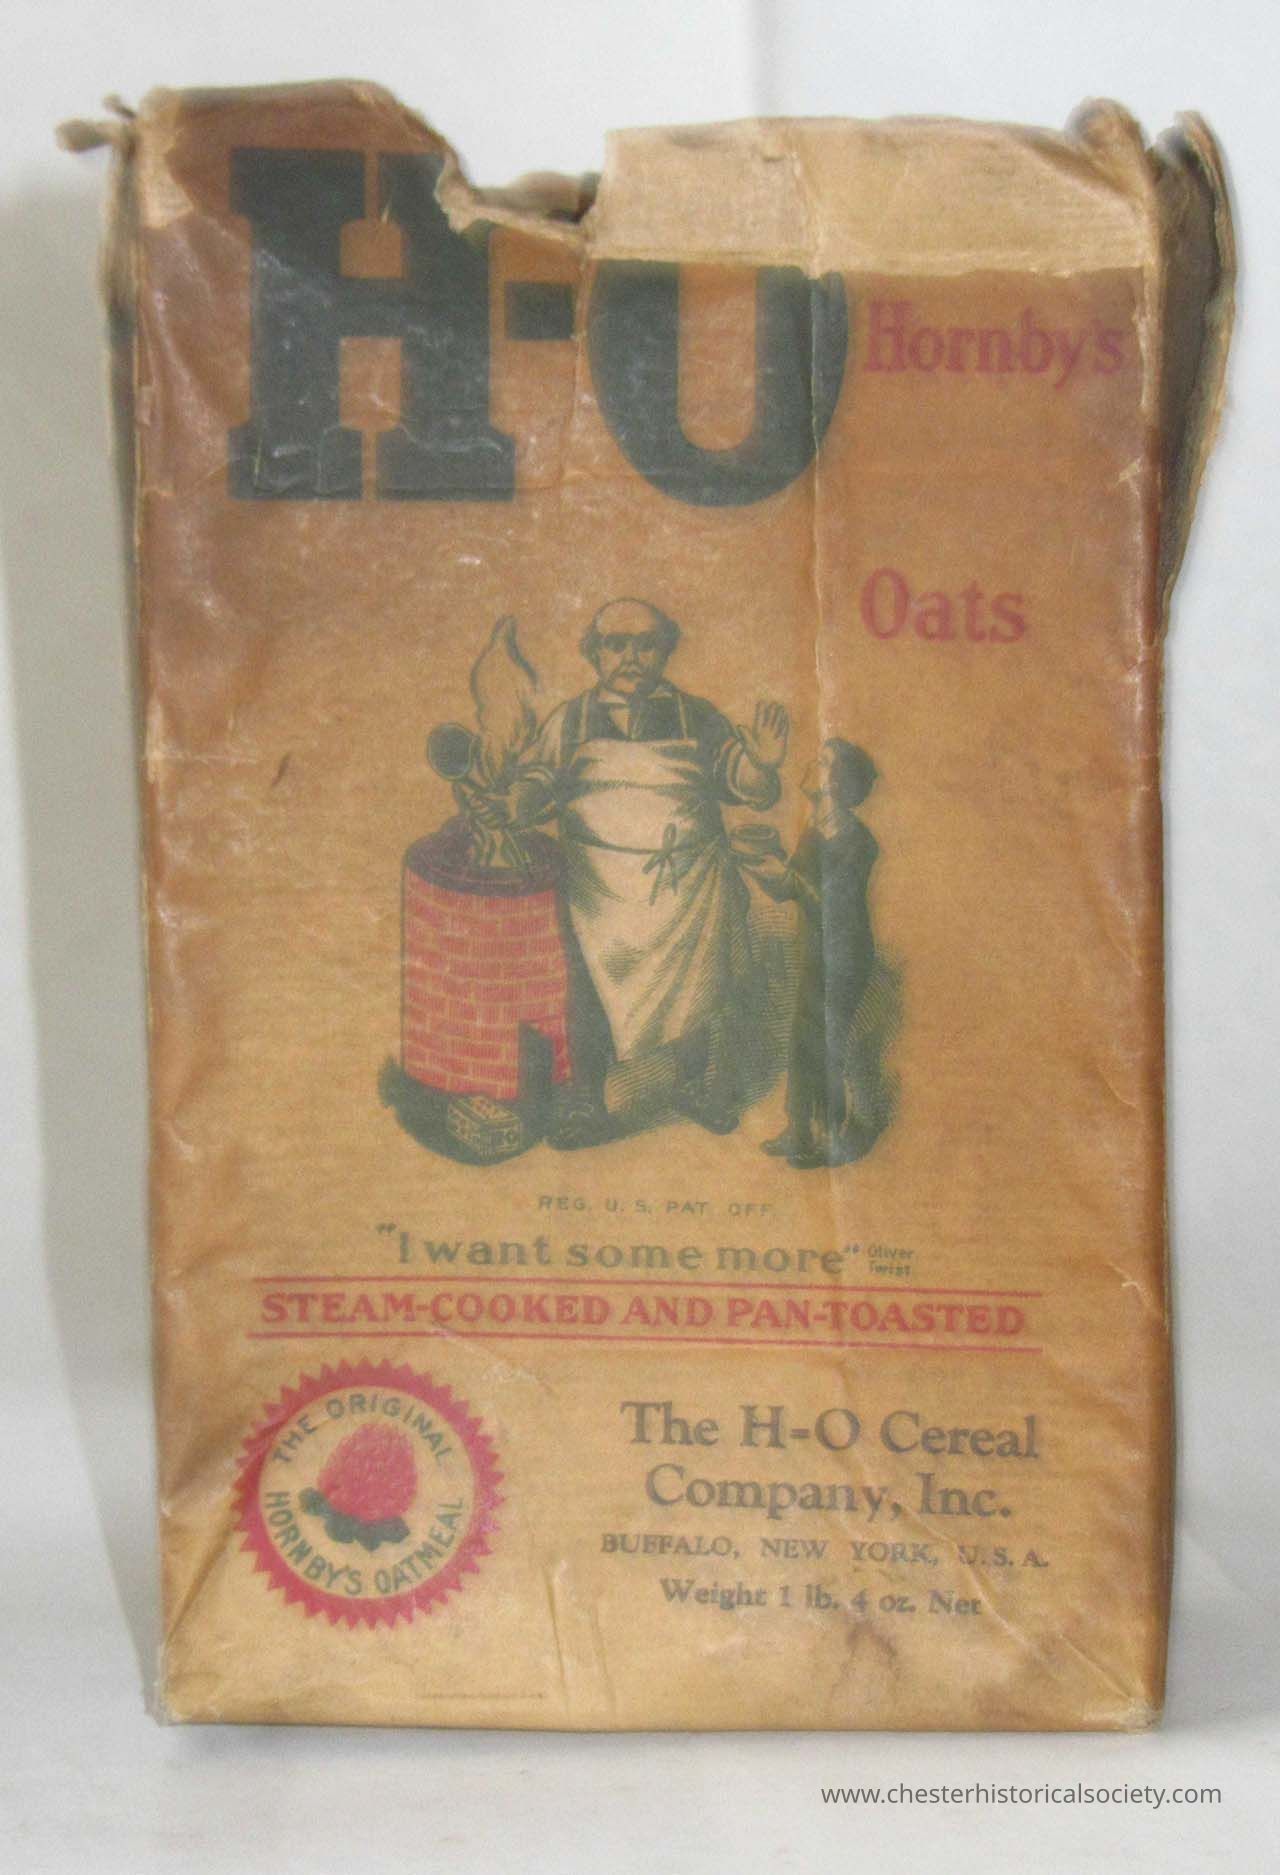 H-O
Hornby's
Oats
REG. U. S. PAT. OFF.
"I want some more" Oliver
Twist
STEAM-COOKED AND PAN-TOASTED
THE ORIGINAL
HORNBY'S OATMEAL
The H-O Cereal
Company, Inc.
BUFFALO, NEW YORK, U. S. A.
Weight 1 lb. 4 oz. Net
www.chesterhistoricalsociety.com